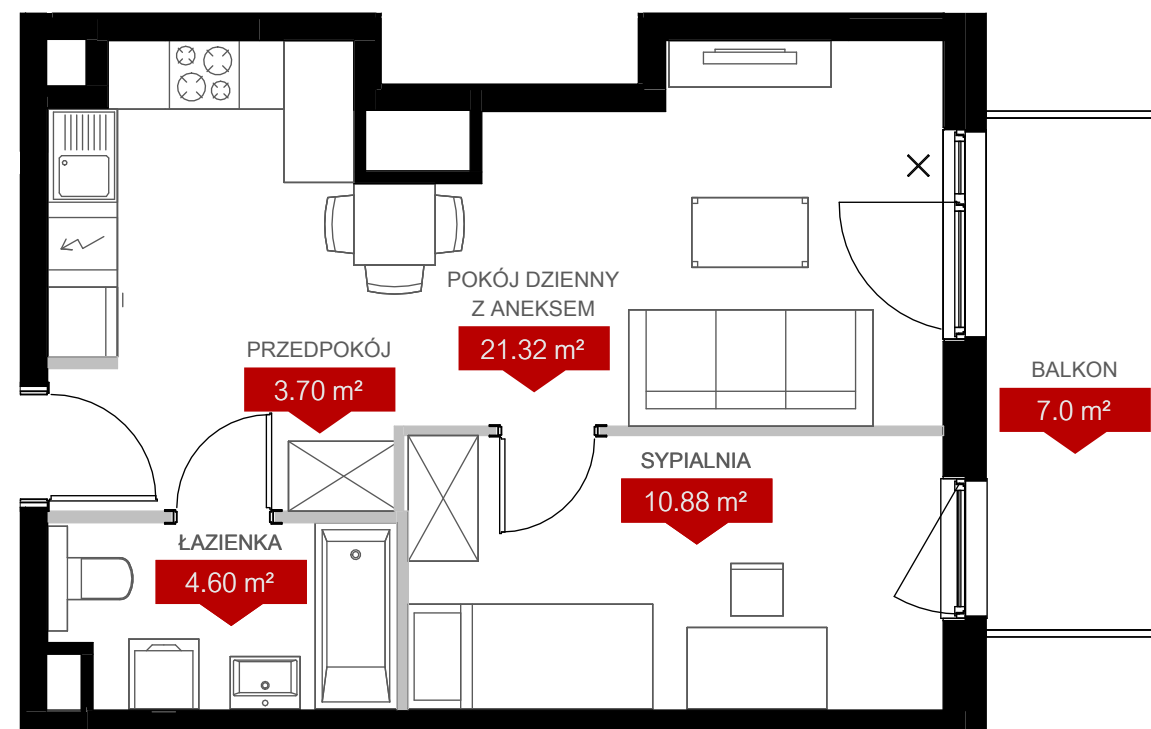 POKÓJ DZIENNY
Z ANEKSEM
21.32 m²
PRZEDPOKÓJ
3.70 m²
BALKON
7.0 m²
SYPIALNIA
10.88 m²
ŁAZIENKA
4.60 m²